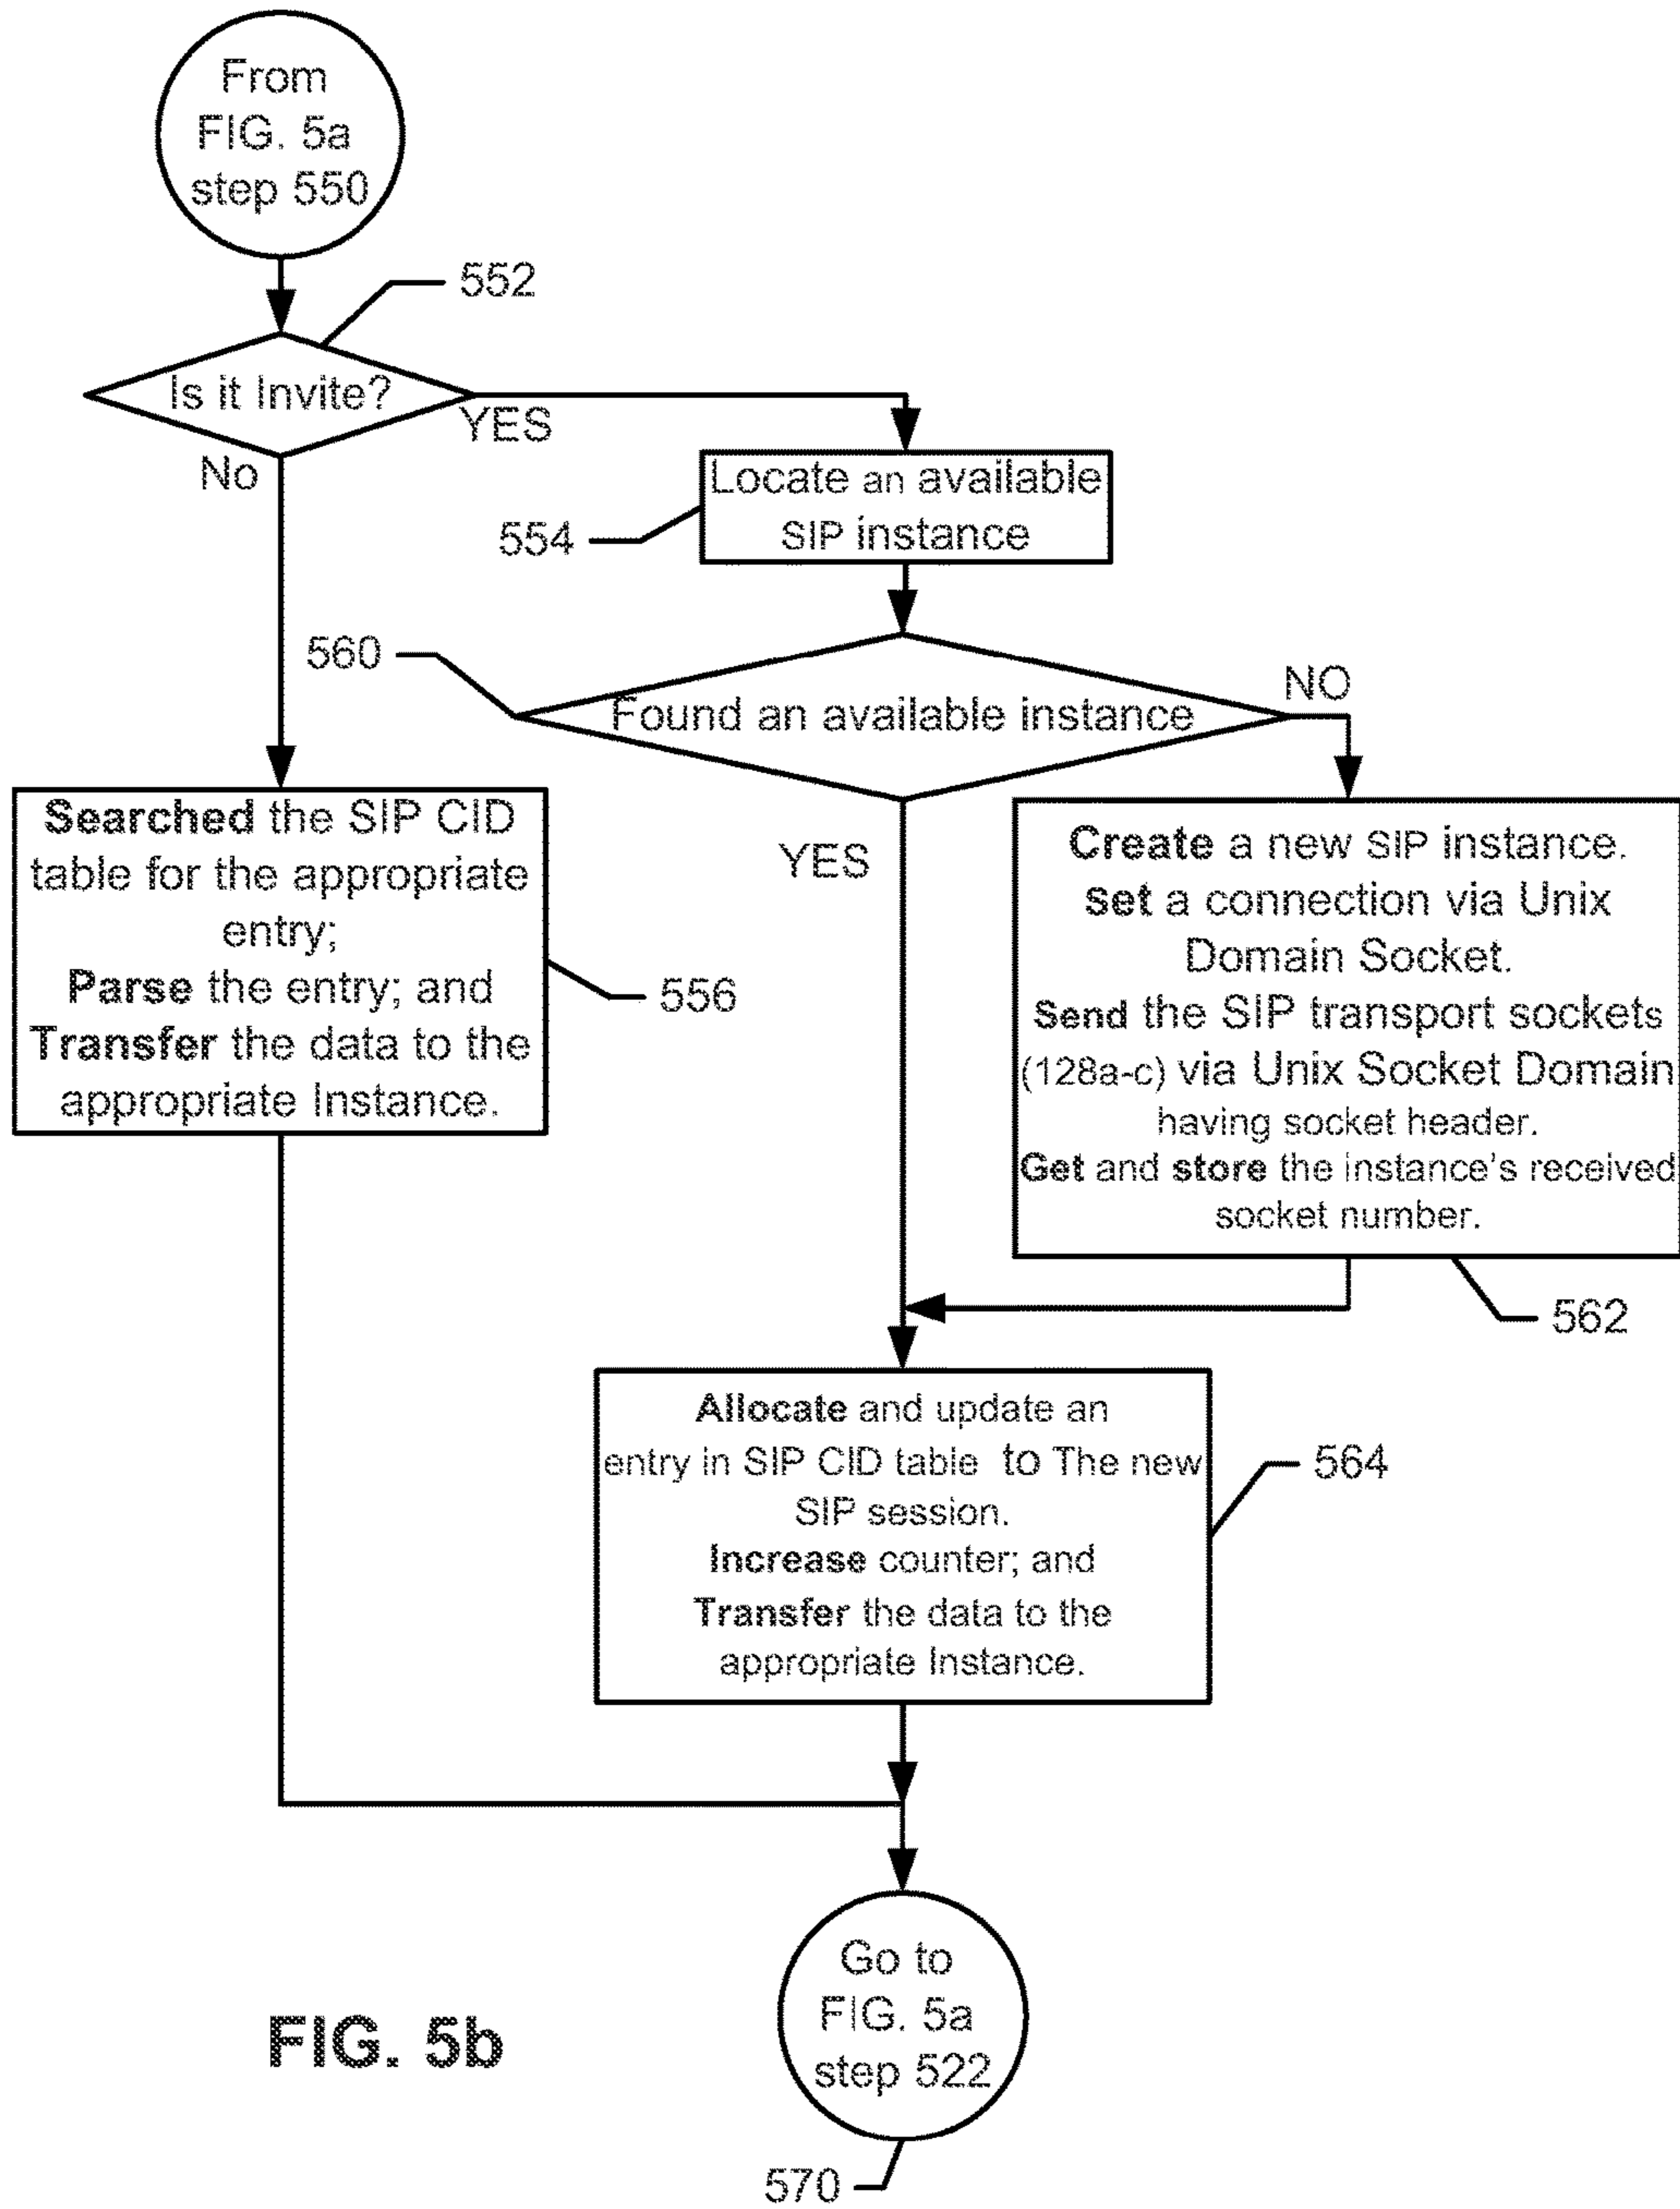 From
FIG. 5a
step 550
552
Is it Invite?
YES
No
Locate an available
SIP instance
554
560
Found an available instance
NO
YES
Searched the SIP CID
table for the appropriate
entry;
Parse the entry; and
Transfer the data to the
appropriate Instance.
556
Create a new SIP instance.
Set a connection via Unix
Domain Socket.
Send the SIP transport sockets
(128a-c) via Unix Socket Domain
having socket header.
Get and store the instance's received
socket number.
562
Allocate and update an
entry in SIP CID table to The new
SIP session.
Increase counter; and
Transfer the data to the
appropriate Instance.
564
Go to
FIG. 5a
step 522
570
FIG. 5b